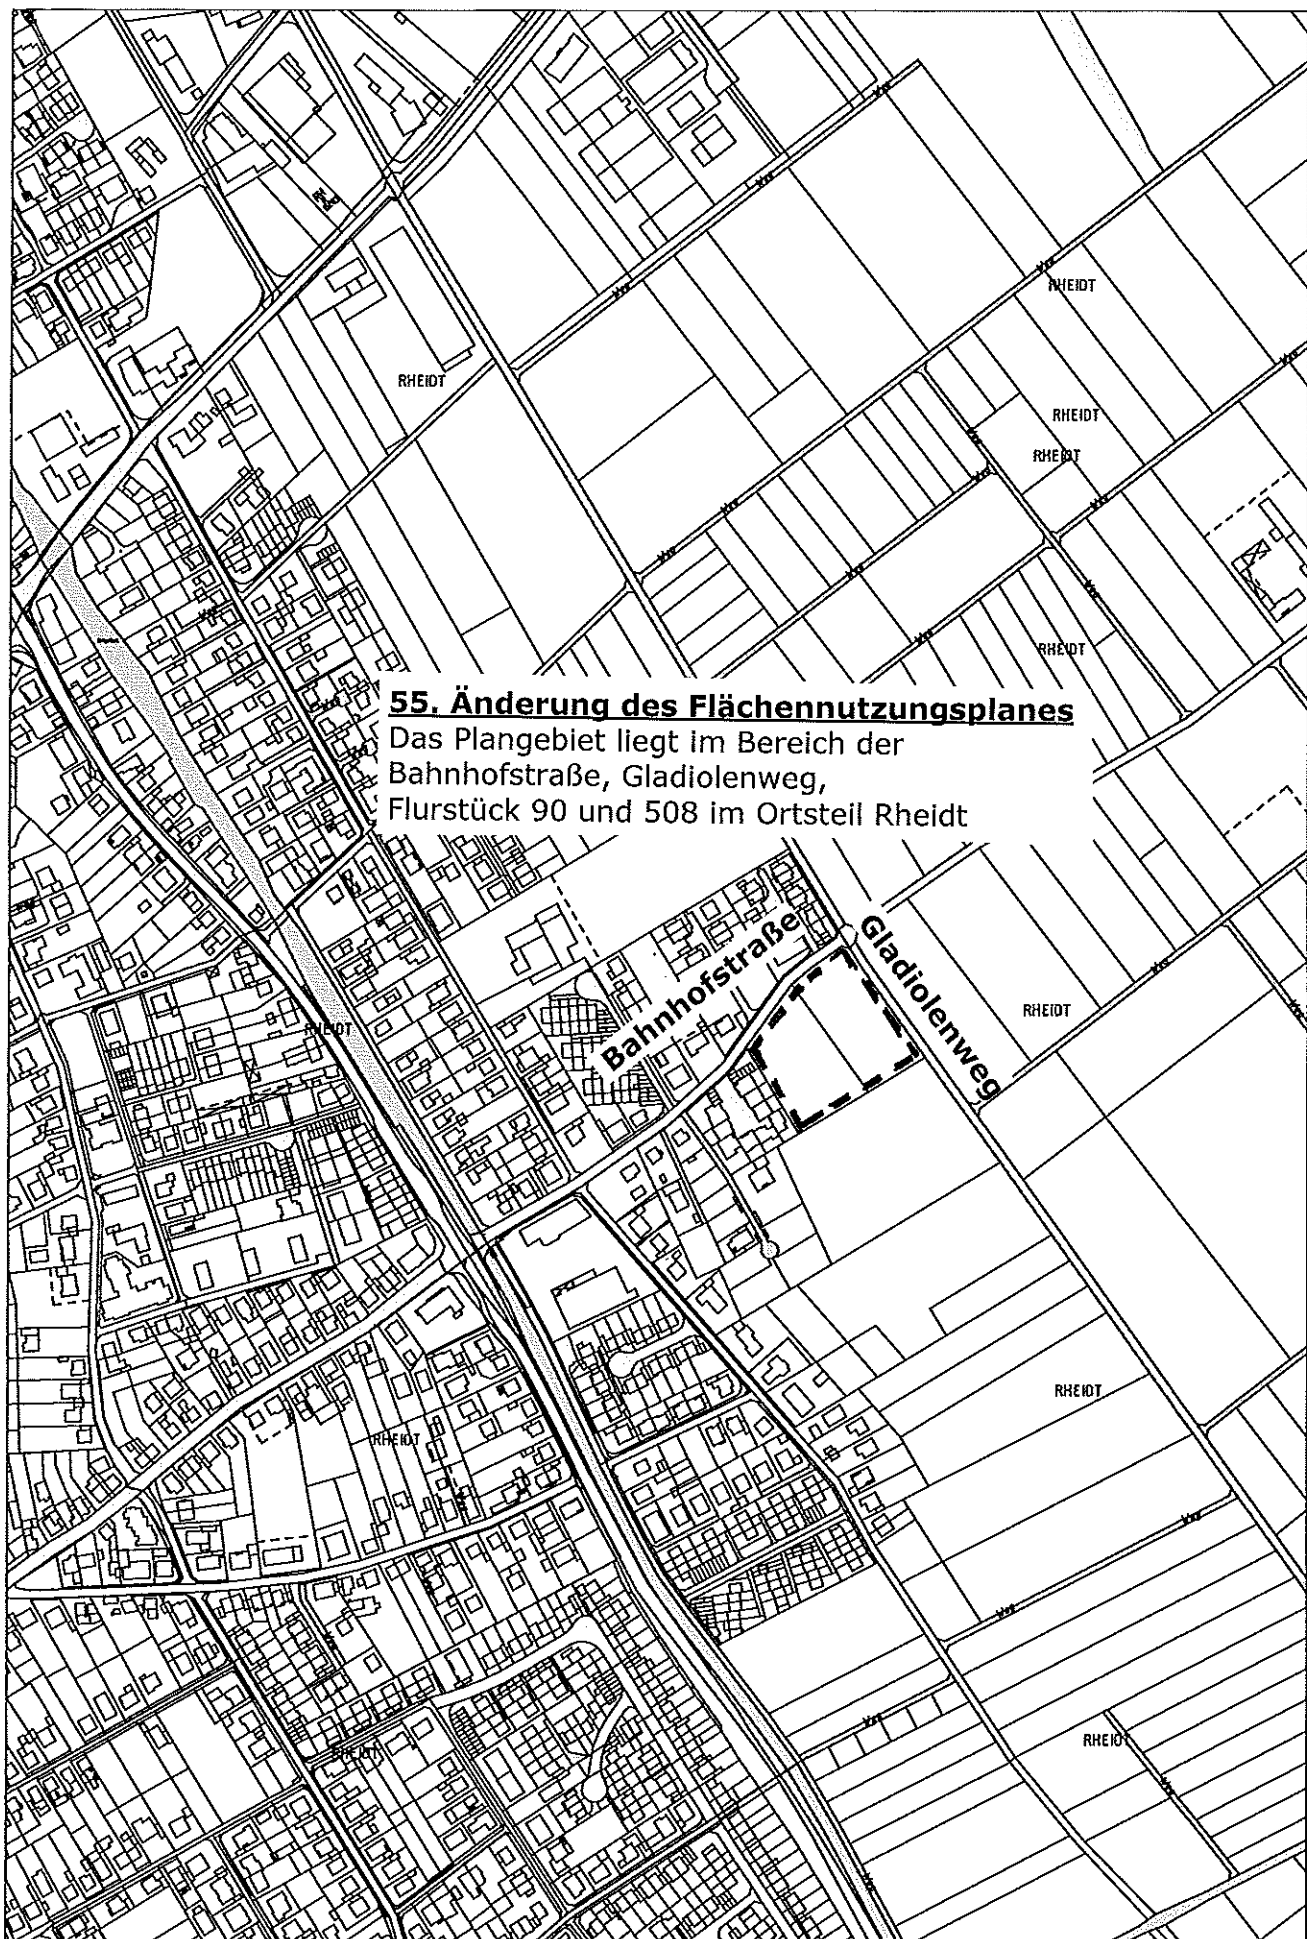 RHEIDT
RHEIDT
RHEIDT
RHEIDT
RHEIDT
55. Änderung des Flächennutzungsplanes
Das Plangebiet liegt im Bereich der
Bahnhofstraße, Gladiolenweg,
Flurstück 90 und 508 im Ortsteil Rheidt
Bahnhofstraße
Gladiolenweg
RHEIDT
RHEIDT
RHEIDT
RHEIDT
RHEIDT
RHEIDT